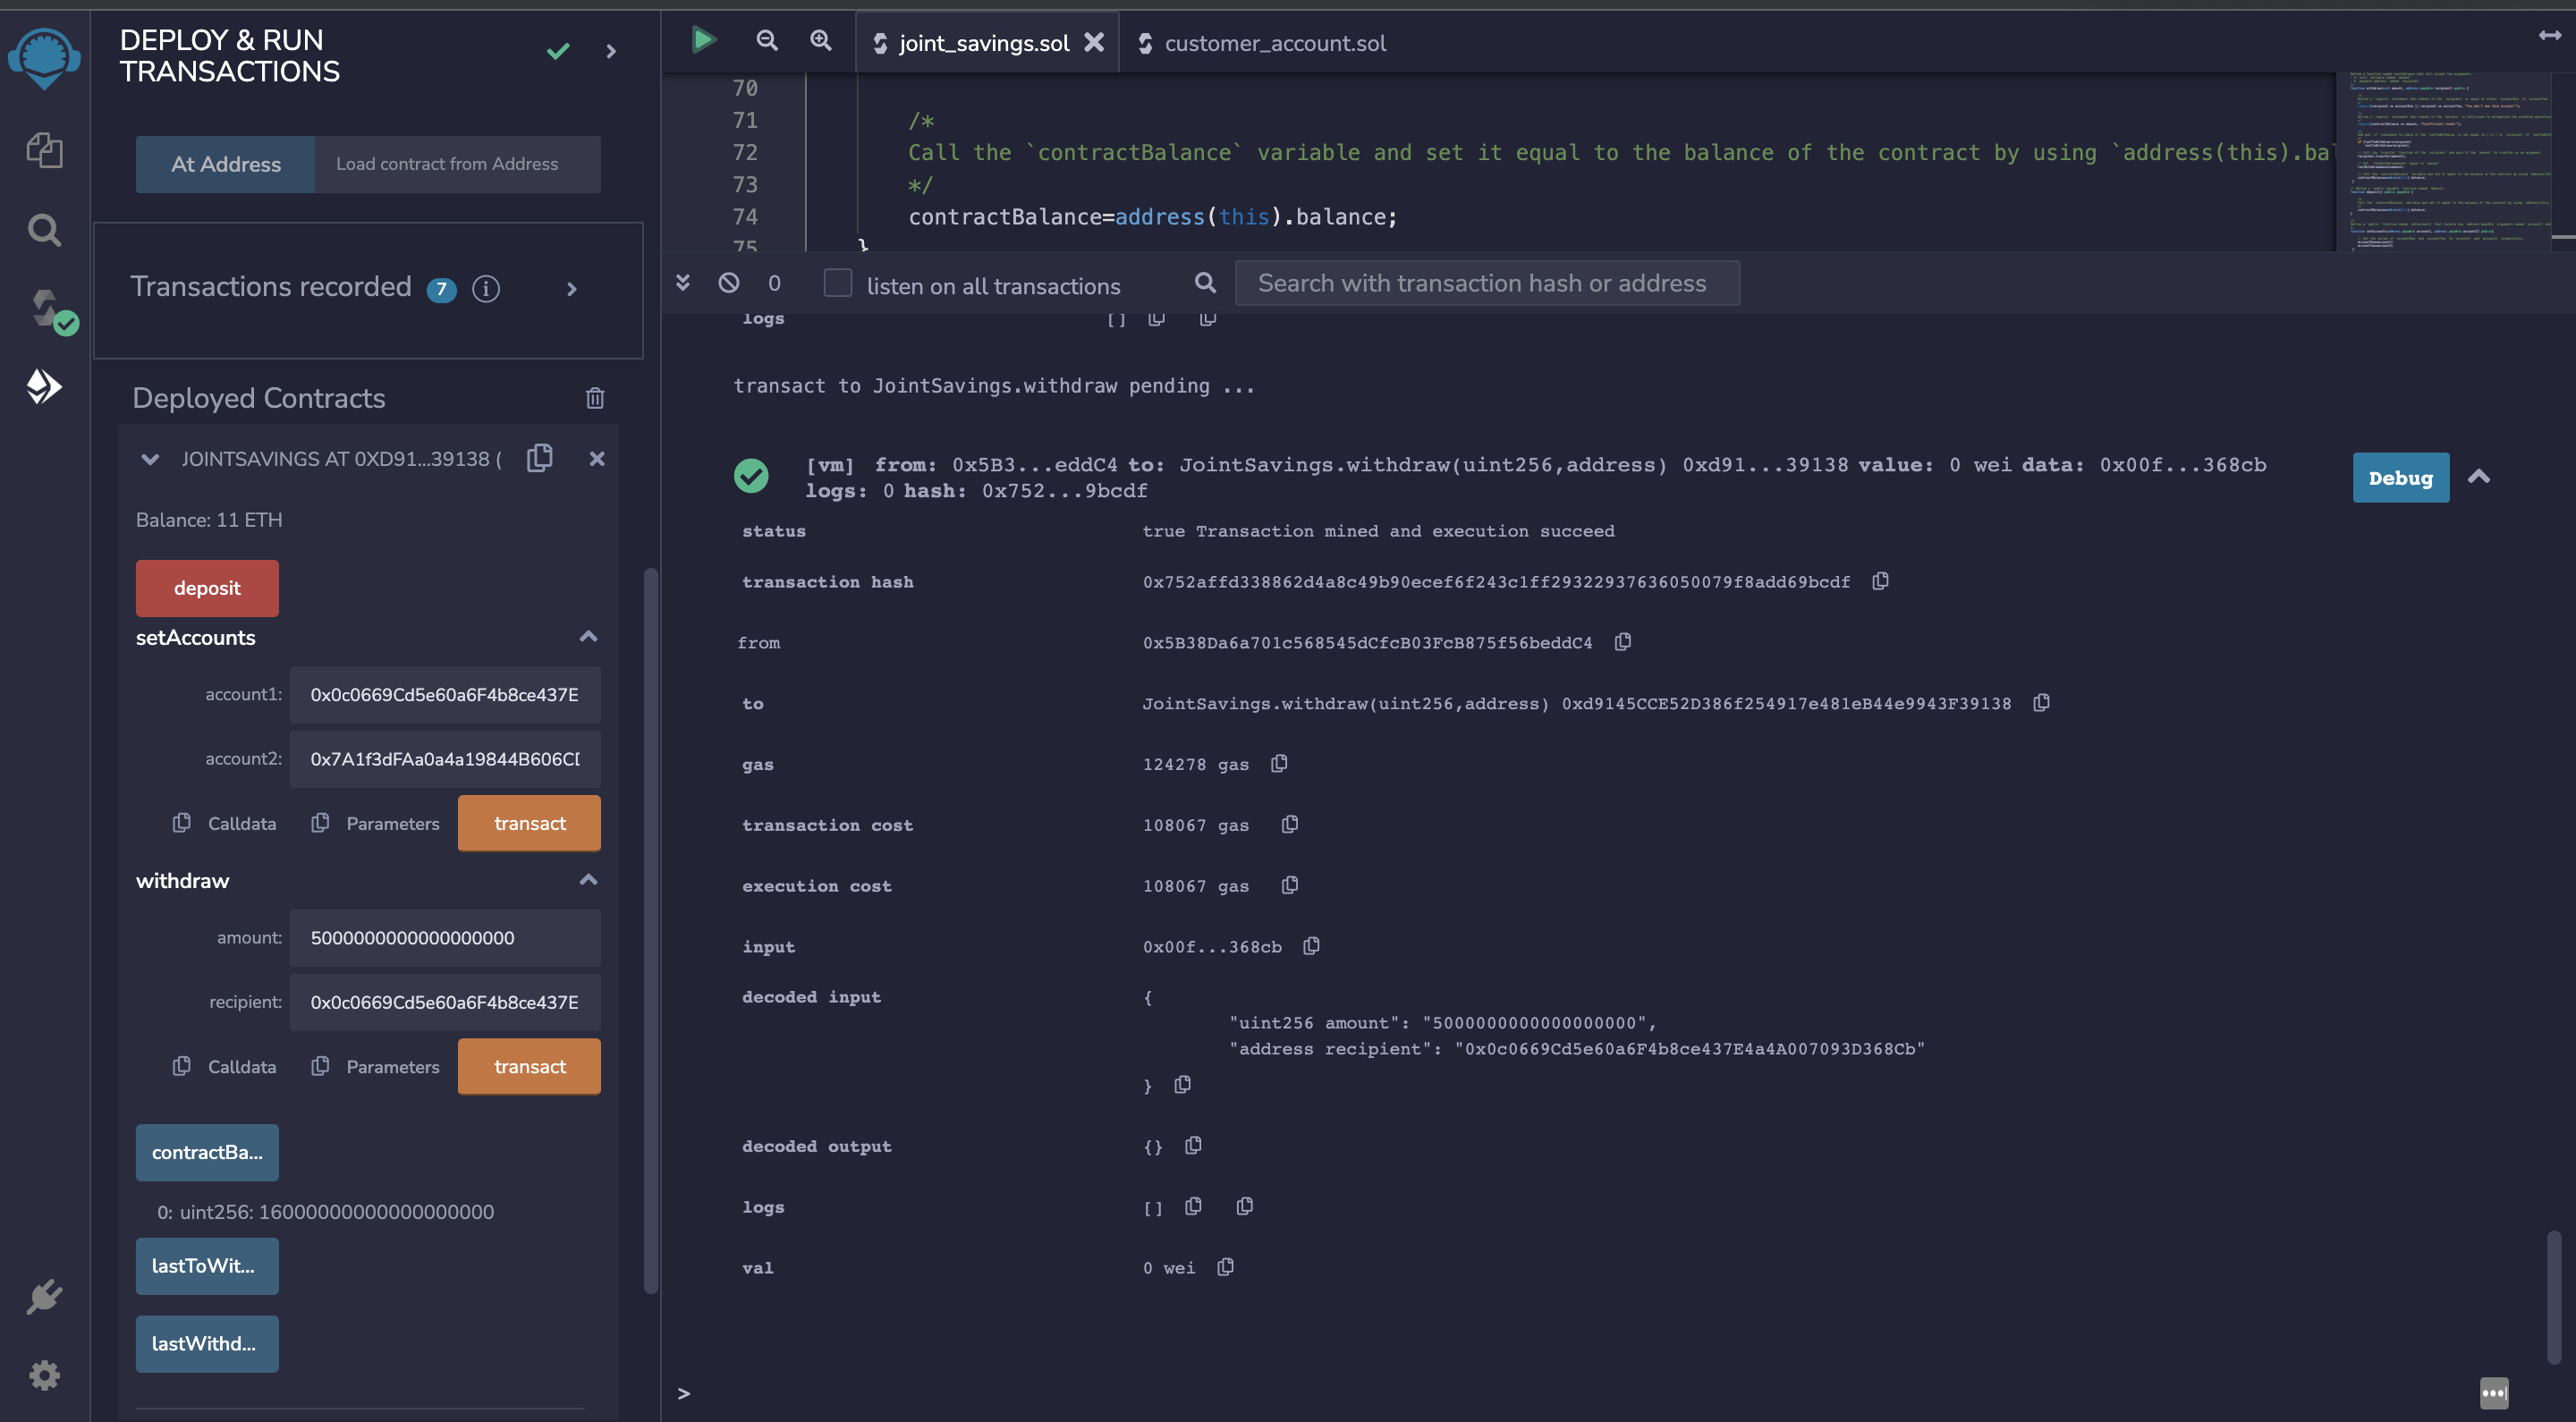 DEPLOY & RUN
TRANSACTIONS
At Address
Load contract from Address
Transactions recorded 7
Deployed Contracts
JOINTSAVINGS AT 0XD91...39138 (
Balance: 11 ETH
deposit
setAccounts
account1: 0x0c0669Cd5e60a6F4b8ce437E
account2: 0x7A1f3dFAa0a4a19844B606CD
Calldata Parameters transact
withdraw
amount: 5000000000000000000
recipient: 0x0c0669Cd5e60a6F4b8ce437E
Calldata Parameters transact
contractBa...
0: uint256: 16000000000000000000
lastToWit...
lastWithd...
joint_savings.sol
customer_account.sol
70
71 /*
72 Call the `contractBalance` variable and set it equal to the balance of the contract by using `address(this).bal
73 */
74 contractBalance=address(this).balance;
75 }
0
listen on all transactions
Search with transaction hash or address
logs []
transact to JointSavings.withdraw pending ...
[vm] from: 0x5B3...eddC4 to: JointSavings.withdraw(uint256,address) 0xd91...39138 value: 0 wei data: 0x00f...368cb
logs: 0 hash: 0x752...9bcdf
Debug
status true Transaction mined and execution succeed
transaction hash 0x752affd338862d4a8c49b90ecef6f243c1ff29322937636050079f8add69bcdf
from 0x5B38Da6a701c568545dCfcB03FcB875f56beddC4
to JointSavings.withdraw(uint256,address) 0xd9145CCE52D386f254917e481eB44e9943F39138
gas 124278 gas
transaction cost 108067 gas
execution cost 108067 gas
input 0x00f...368cb
decoded input {
"uint256 amount": "5000000000000000000",
"address recipient": "0x0c0669Cd5e60a6F4b8ce437E4a4A007093D368Cb"
}
decoded output {}
logs []
val 0 wei
>